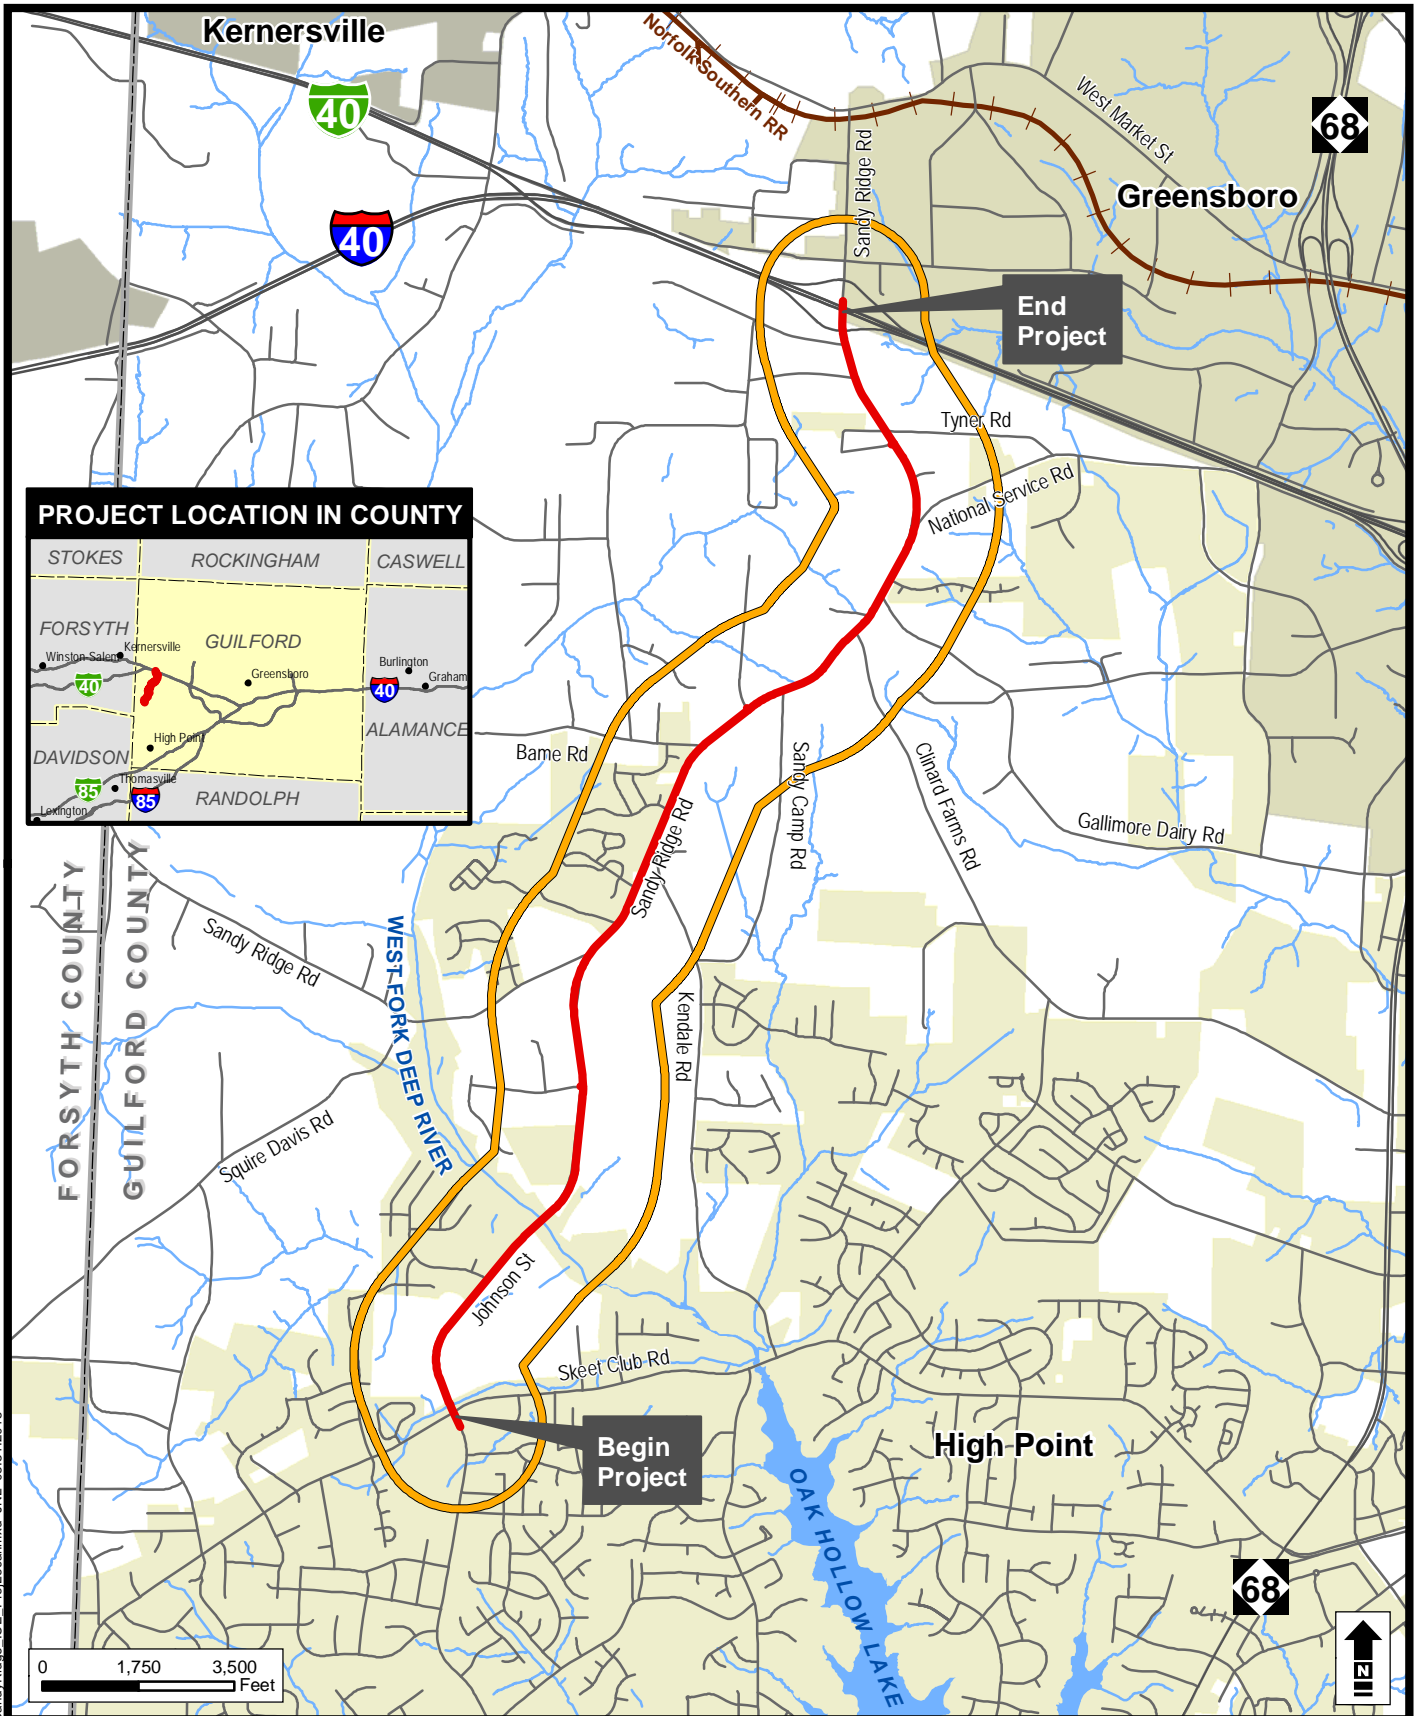 Kernersville
40
Norfolk Southern RR
West Market St
68
Sandy Ridge Rd
Greensboro
40
End
Project
Tyner Rd
National Service Rd
PROJECT LOCATION IN COUNTY
STOKES
ROCKINGHAM
CASWELL
FORSYTH
Kernersville
GUILFORD
Winston-Salem
Burlington
Greensboro
Graham
40
40
ALAMANCE
High Point
DAVIDSON
Thomasville
85
85
RANDOLPH
Lexington
Bame Rd
Sandy Camp Rd
Clinard Farms Rd
Gallimore Dairy Rd
Sandy Ridge Rd
FORSYTH COUNTY
GUILFORD COUNTY
Sandy Ridge Rd
WEST FORK DEEP RIVER
Kendale Rd
Squire Davis Rd
Johnson St
Skeet Club Rd
Begin
Project
High Point
OAK HOLLOW LAKE
68
0 1,750 3,500
Feet
N